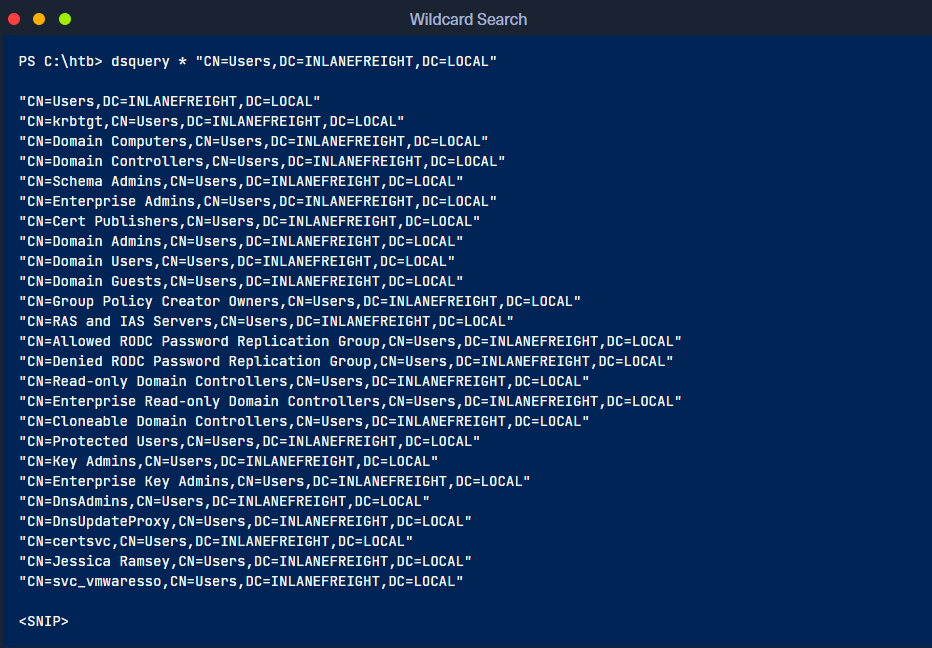 Wildcard Search
PS C:\htb> dsquery * "CN=Users,DC=INLANEFREIGHT,DC=LOCAL"
"CN=Users,DC=INLANEFREIGHT,DC=LOCAL"
"CN=krbtgt,CN=Users,DC=INLANEFREIGHT,DC=LOCAL"
"CN=Domain Computers,CN=Users,DC=INLANEFREIGHT,DC=LOCAL"
"CN=Domain Controllers,CN=Users,DC=INLANEFREIGHT,DC=LOCAL"
"CN=Schema Admins,CN=Users,DC=INLANEFREIGHT,DC=LOCAL"
"CN=Enterprise Admins,CN=Users,DC=INLANEFREIGHT,DC=LOCAL"
"CN=Cert Publishers,CN=Users,DC=INLANEFREIGHT,DC=LOCAL"
"CN=Domain Admins,CN=Users,DC=INLANEFREIGHT,DC=LOCAL"
"CN=Domain Users,CN=Users,DC=INLANEFREIGHT,DC=LOCAL"
"CN=Domain Guests,CN=Users,DC=INLANEFREIGHT,DC=LOCAL"
"CN=Group Policy Creator Owners,CN=Users,DC=INLANEFREIGHT,DC=LOCAL"
"CN=RAS and IAS Servers,CN=Users,DC=INLANEFREIGHT,DC=LOCAL"
"CN=Allowed RODC Password Replication Group,CN=Users,DC=INLANEFREIGHT,DC=LOCAL"
"CN=Denied RODC Password Replication Group,CN=Users,DC=INLANEFREIGHT,DC=LOCAL"
"CN=Read-only Domain Controllers,CN=Users,DC=INLANEFREIGHT,DC=LOCAL"
"CN=Enterprise Read-only Domain Controllers,CN=Users,DC=INLANEFREIGHT,DC=LOCAL"
"CN=Cloneable Domain Controllers,CN=Users,DC=INLANEFREIGHT,DC=LOCAL"
"CN=Protected Users,CN=Users,DC=INLANEFREIGHT,DC=LOCAL"
"CN=Key Admins,CN=Users,DC=INLANEFREIGHT,DC=LOCAL"
"CN=Enterprise Key Admins,CN=Users,DC=INLANEFREIGHT,DC=LOCAL"
"CN=DnsAdmins,CN=Users,DC=INLANEFREIGHT,DC=LOCAL"
"CN=DnsUpdateProxy,CN=Users,DC=INLANEFREIGHT,DC=LOCAL"
"CN=certsvc,CN=Users,DC=INLANEFREIGHT,DC=LOCAL"
"CN=Jessica Ramsey,CN=Users,DC=INLANEFREIGHT,DC=LOCAL"
"CN=svc_vmwaresso,CN=Users,DC=INLANEFREIGHT,DC=LOCAL"
<SNIP>